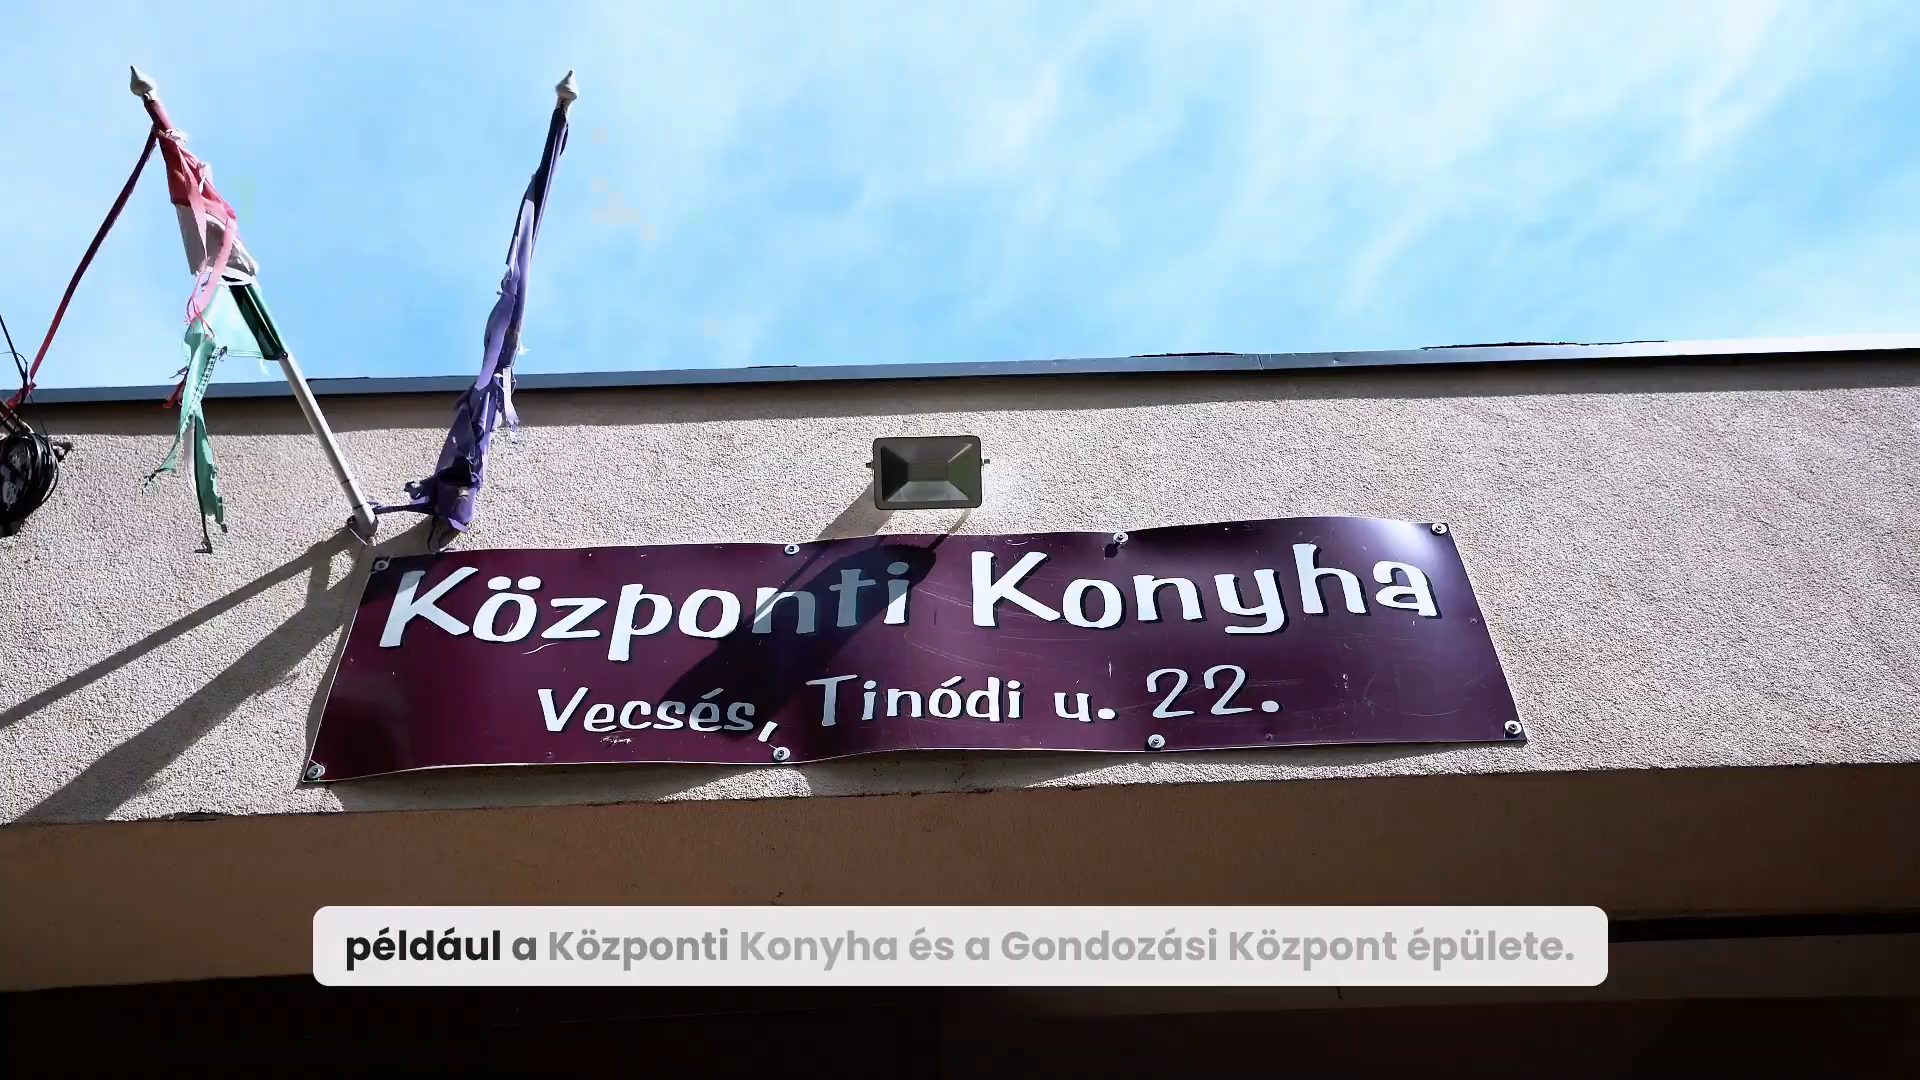 Központi Konyha
Vecsés, Tinódi u. 22.
például a Központi Konyha és a Gondozási Központ épülete.